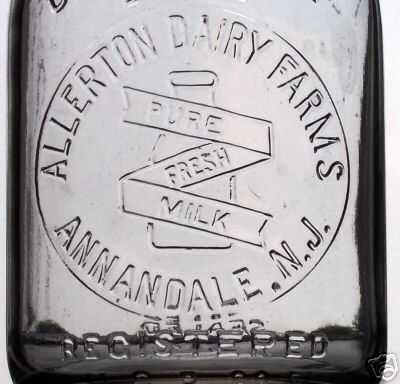 ALLERTON DAIRY FARMS
PURE
FRESH
MILK
ANNANDALE. N.J.
REGISTERED